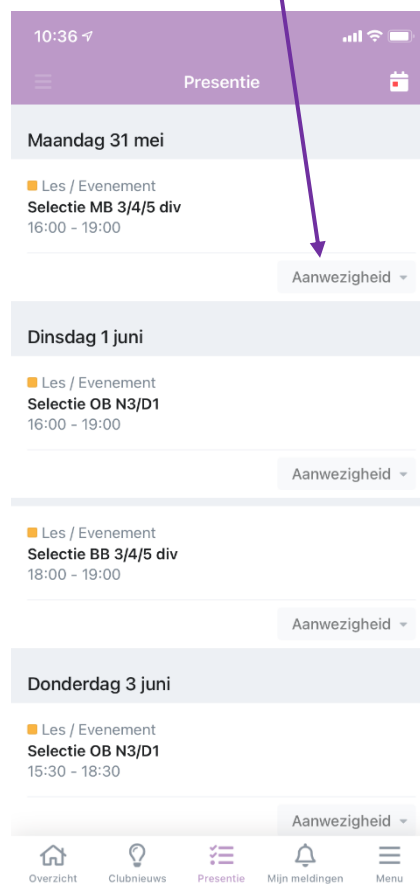 10:36
Presentie
Maandag 31 mei
Les / Evenement
Selectie MB 3/4/5 div
16:00 - 19:00
Aanwezigheid
Dinsdag 1 juni
Les / Evenement
Selectie OB N3/D1
16:00 - 19:00
Aanwezigheid
Les / Evenement
Selectie BB 3/4/5 div
18:00 - 19:00
Aanwezigheid
Donderdag 3 juni
Les / Evenement
Selectie OB N3/D1
15:30 - 18:30
Aanwezigheid
Overzicht Clubnieuws Presentie Mijn meldingen Menu